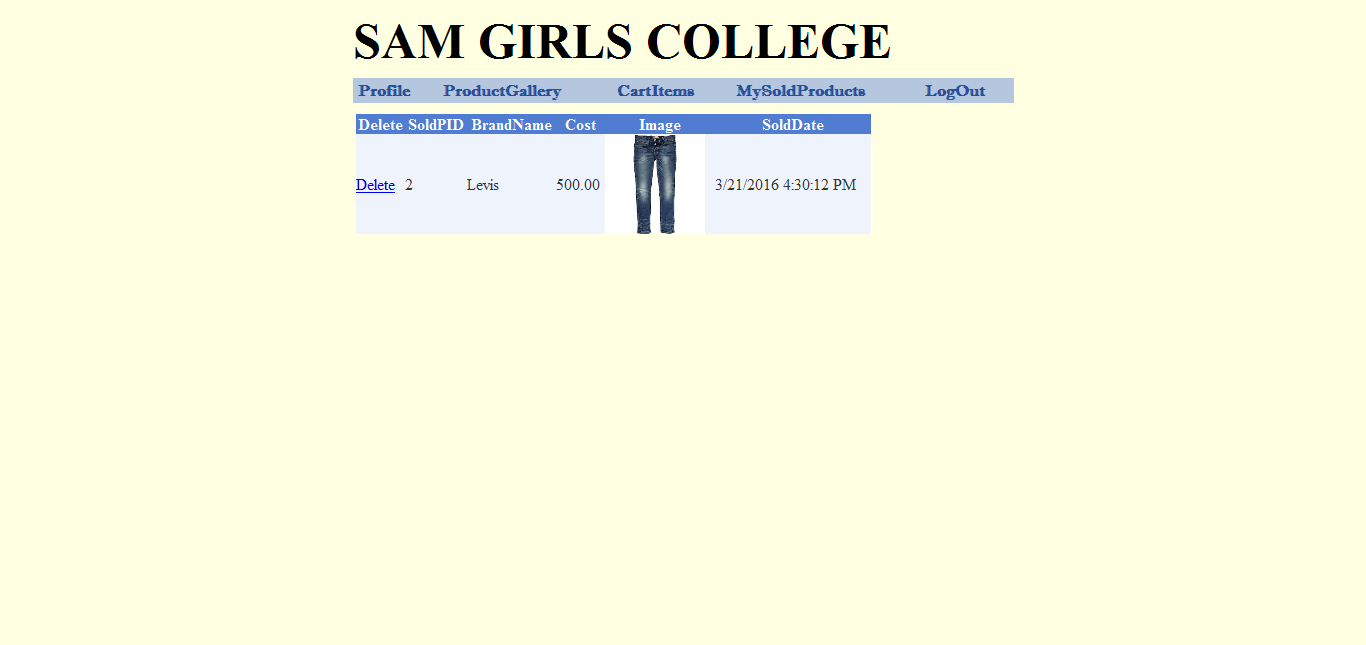 SAM GIRLS COLLEGE
Profile ProductGallery CartItems MySoldProducts LogOut
Delete SoldPID BrandName Cost Image SoldDate
Delete 2 Levis 500.00 3/21/2016 4:30:12 PM